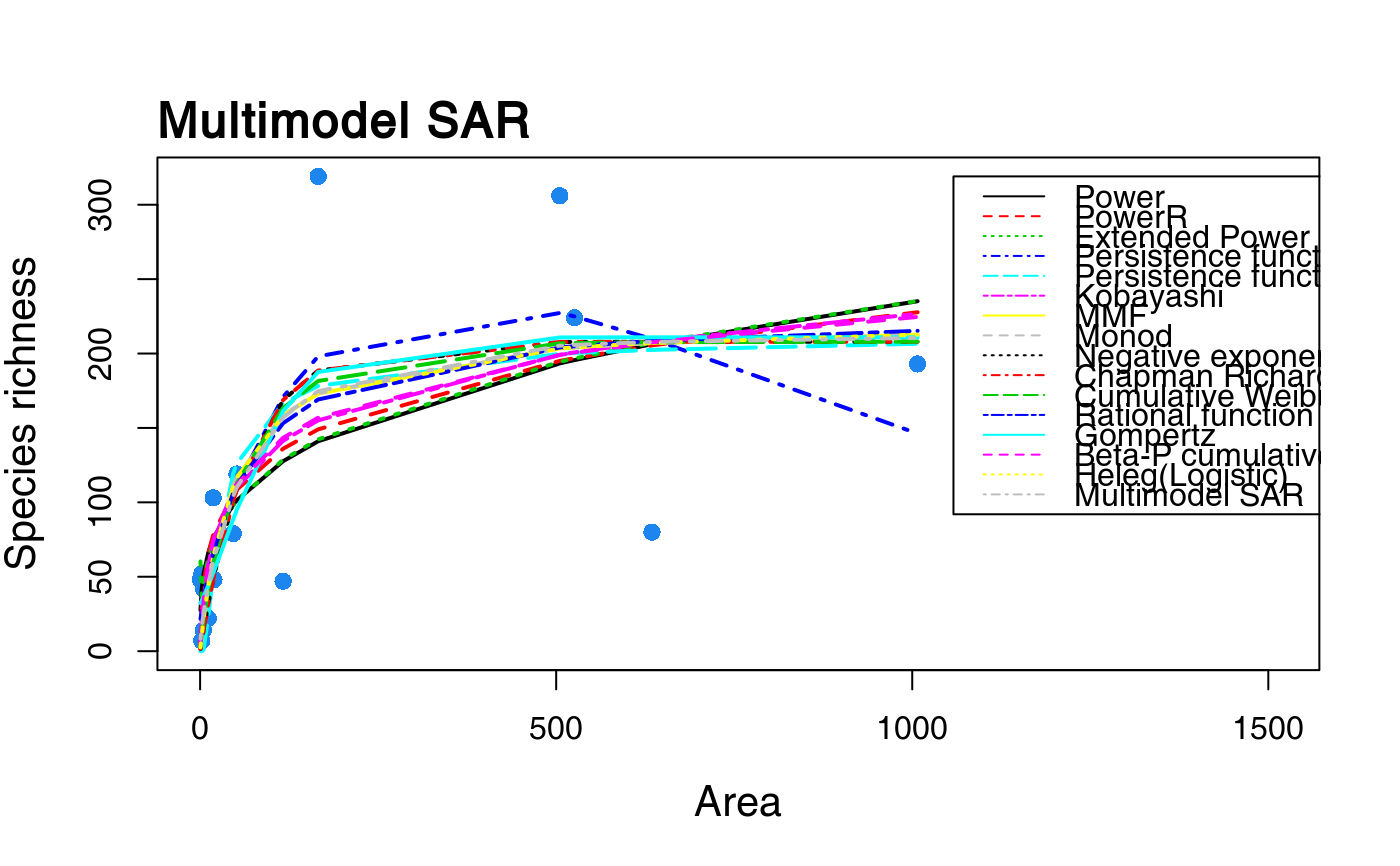 Multimodel SAR
Species richness
300
200
100
50
0
Power
PowerR
Extended Power
Persistence funct
Persistence funct
Kobayashi
MMF
Monod
Negative expone
Chapman Richard
Cumulative Weib
Rational function
Gompertz
Beta-P cumulativ
Heleg(Logistic)
Multimodel SAR
0
500
1000
1500
Area